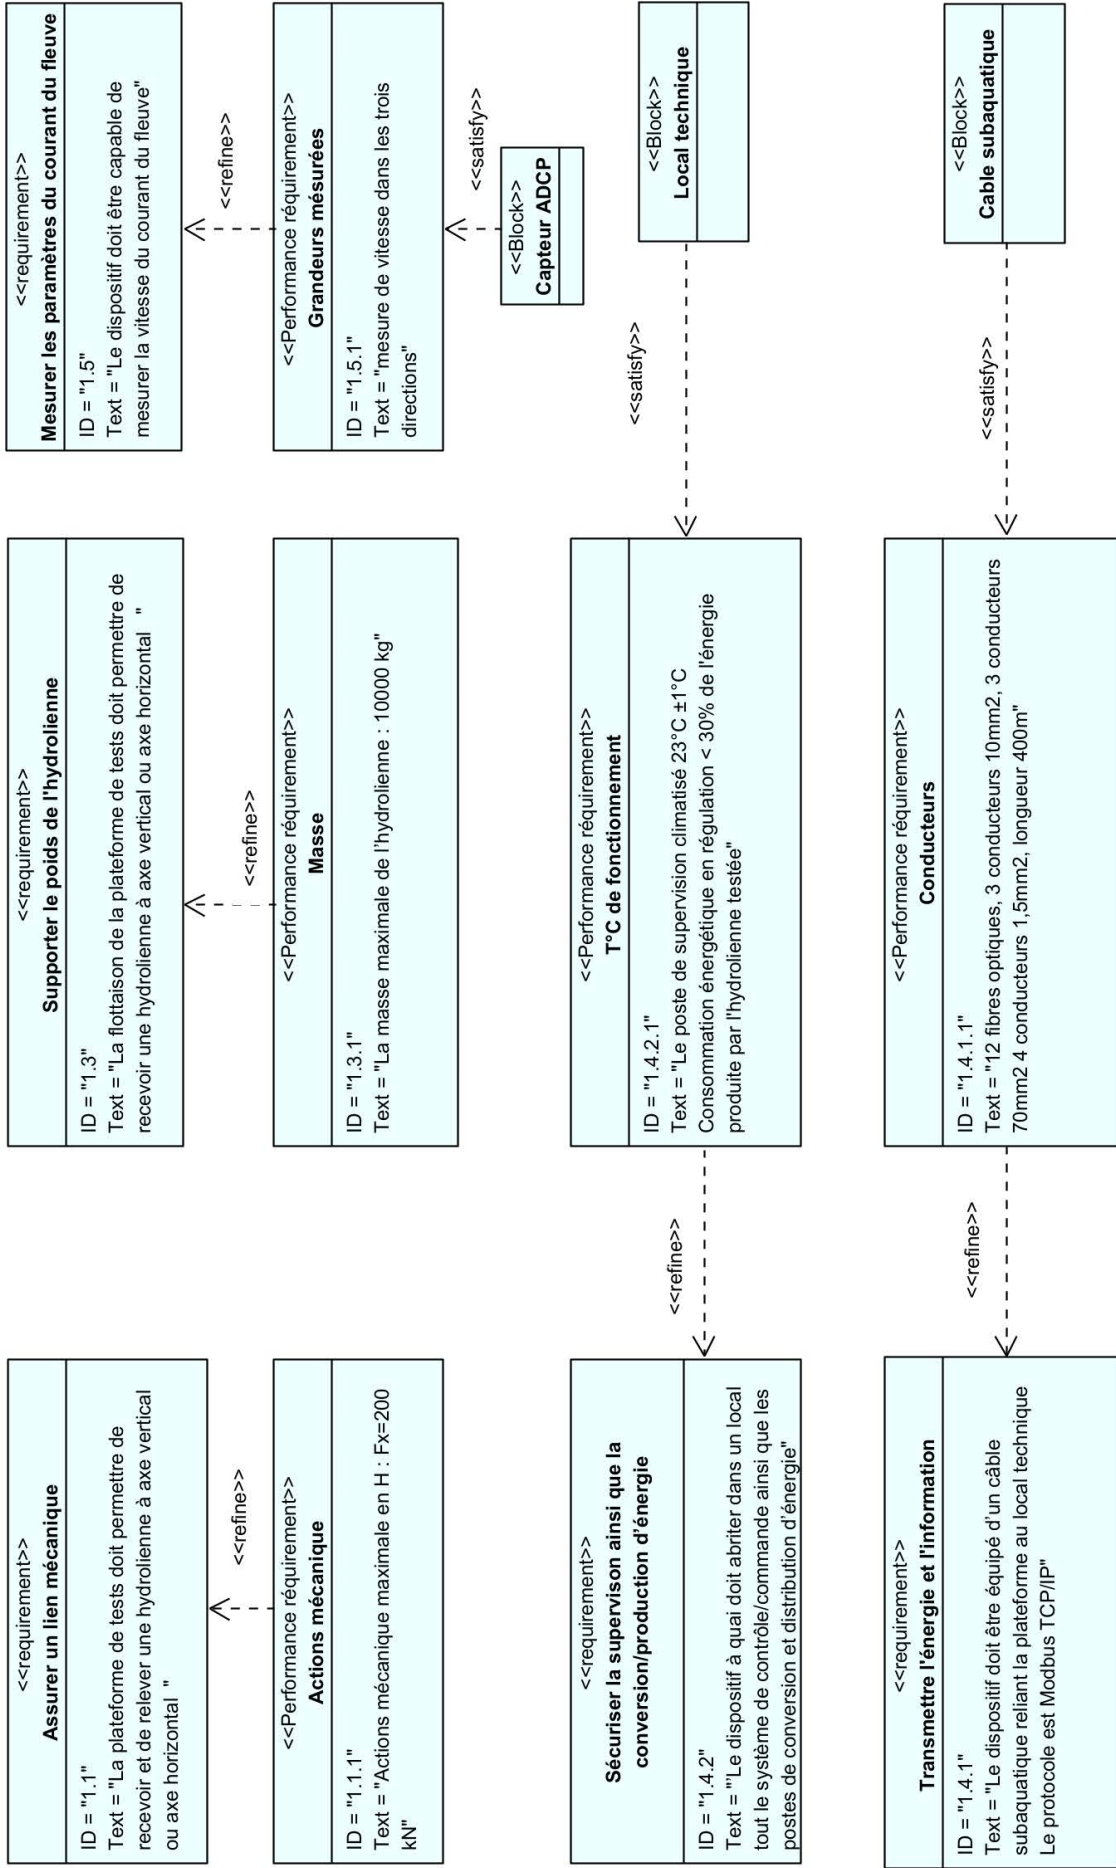 <<requirement>>
Assurer un lien mécanique
ID = "1.1"
Text = "La plateforme de tests doit permettre de
recevoir et de relever une hydrolienne à axe vertical
ou axe horizontal "
<<refine>>
<<Performance réquirement>>
Actions mécanique
ID = "1.1.1"
Text = "Actions mécanique maximale en H : Fx=200
kN"
<<requirement>>
Supporter le poids de l'hydrolienne
ID = "1.3"
Text = "La flottaison de la plateforme de tests doit permettre de
recevoir une hydrolienne à axe vertical ou axe horizontal "
<<refine>>
<<Performance réquirement>>
Masse
ID = "1.3.1"
Text = "La masse maximale de l'hydrolienne : 10000 kg"
<<requirement>>
Mesurer les paramètres du courant du fleuve
ID = "1.5"
Text = "Le dispositif doit être capable de
mesurer la vitesse du courant du fleuve"
<<refine>>
<<Performance réquirement>>
Grandeurs mésurées
ID = "1.5.1"
Text = "mesure de vitesse dans les trois
directions"
<<satisfy>>
<<Block>>
Capteur ADCP
<<requirement>>
Sécuriser la supervison ainsi que la
conversion/production d'énergie
ID = "1.4.2"
Text = "'Le dispositif à quai doit abriter dans un local
tout le système de contrôle/commande ainsi que les
postes de conversion et distribution d'énergie"
<<refine>>
<<Performance réquirement>>
T°C de fonctionnement
ID = "1.4.2.1"
Text = "Le poste de supervision climatisé 23°C ±1°C
Consommation énergétique en régulation < 30% de l'énergie
produite par l'hydrolienne testée"
<<satisfy>>
<<Block>>
Local technique
<<requirement>>
Transmettre l'énergie et l'information
ID = "1.4.1"
Text = "Le dispositif doit être équipé d'un câble
subaquatique reliant la plateforme au local technique
Le protocole est Modbus TCP/IP"
<<refine>>
<<Performance réquirement>>
Conducteurs
ID = "1.4.1.1"
Text = "12 fibres optiques, 3 conducteurs 10mm2, 3 conducteurs
70mm2 4 conducteurs 1,5mm2, longueur 400m"
<<satisfy>>
<<Block>>
Cable subaquatique